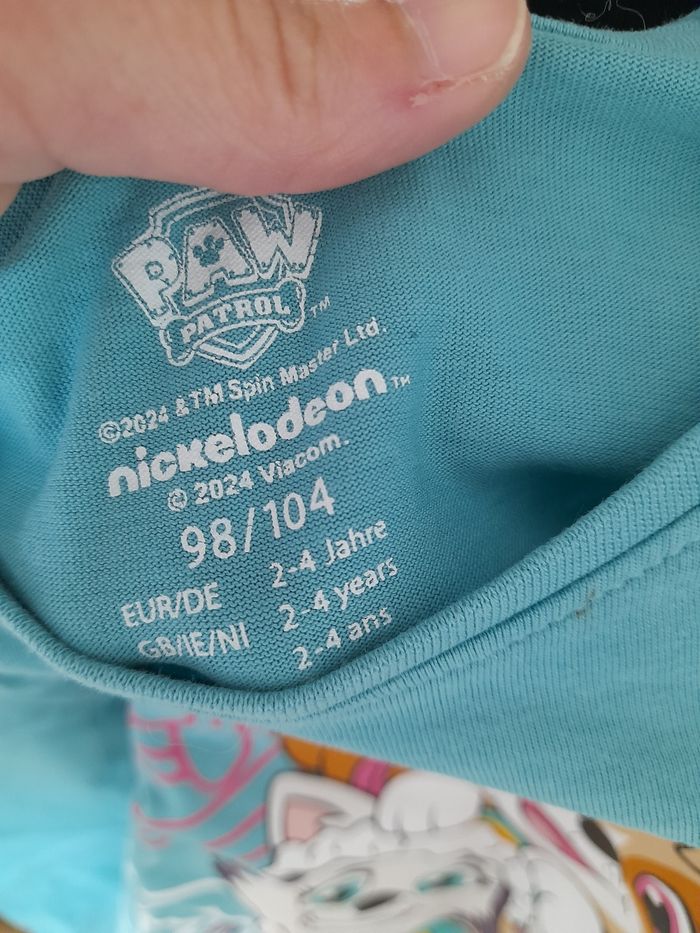 PAW
PATROL TM
©2024 & TM Spin Master Ltd.
nickelodeon TM
© 2024 Viacom.
98/104
EUR/DE 2-4 Jahre
GB/IE/NI 2-4 years
2-4 ans